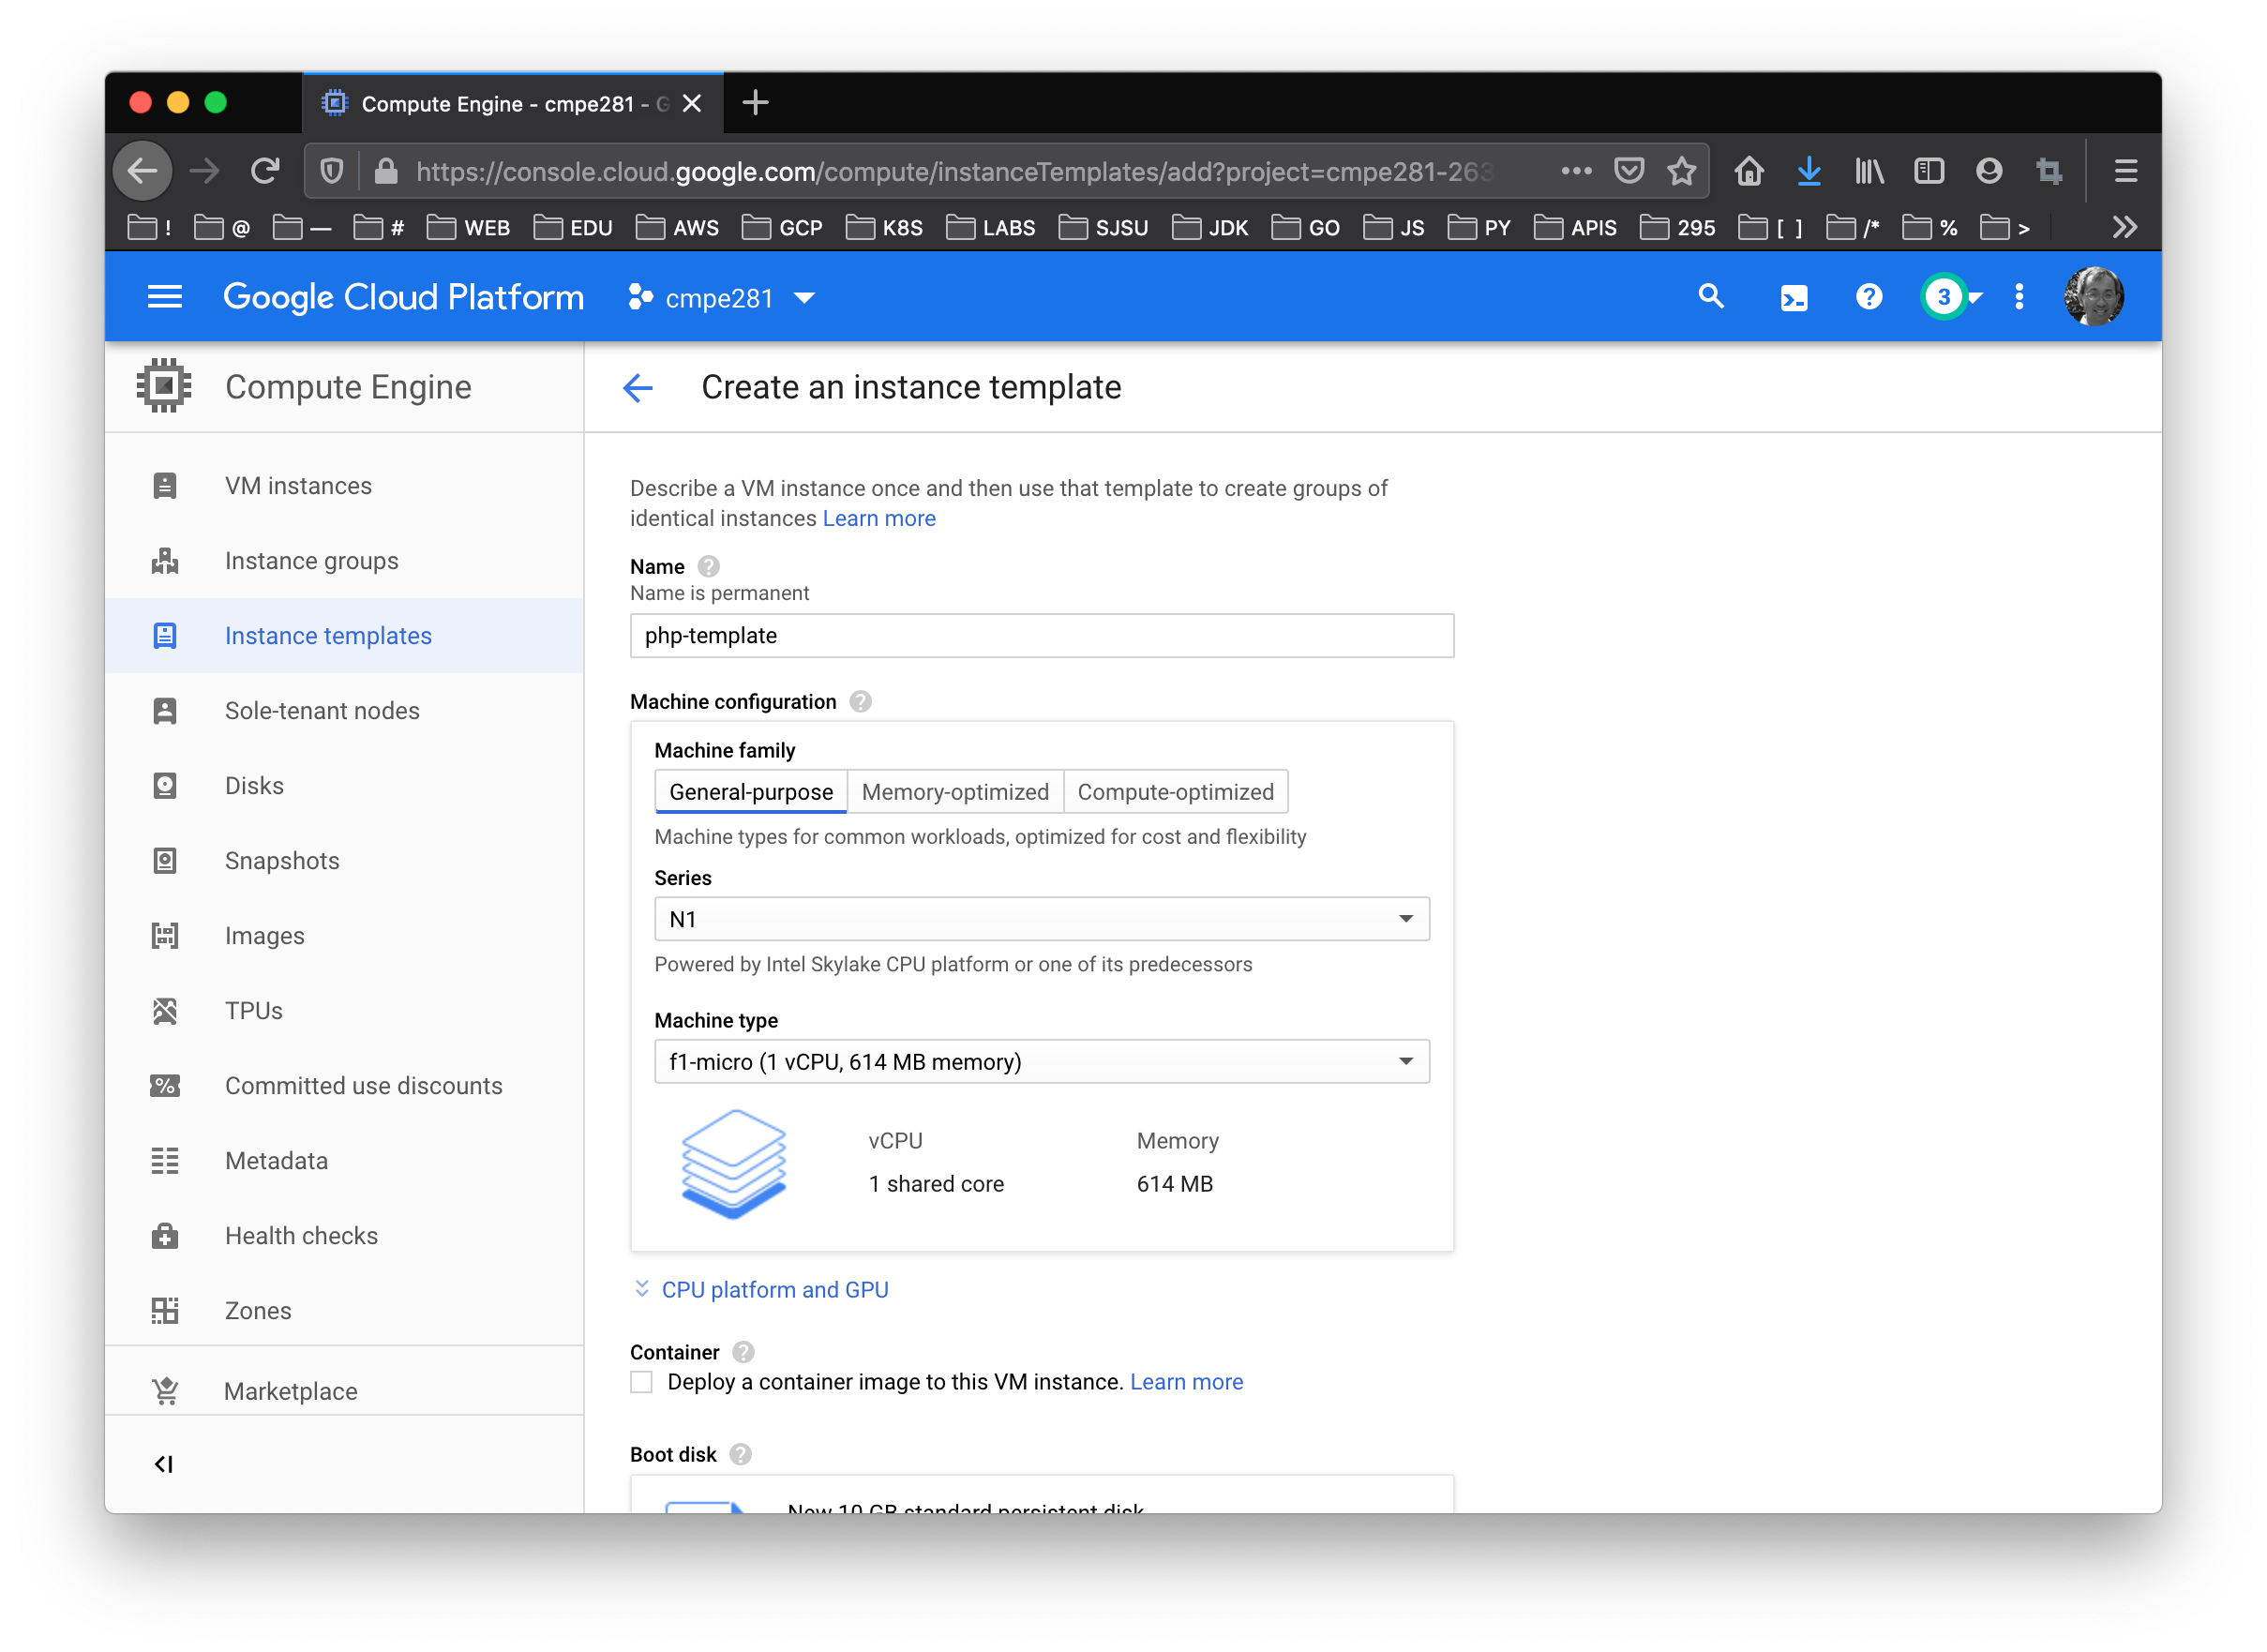 Compute Engine - cmpe281 - G
https://console.cloud.google.com/compute/instanceTemplates/add?project=cmpe281-263
! @ — # WEB EDU AWS GCP K8S LABS SJSU JDK GO JS PY APIS 295 [ ] /* % >
Google Cloud Platform cmpe281 3
Compute Engine
VM instances
Instance groups
Instance templates
Sole-tenant nodes
Disks
Snapshots
Images
TPUs
Committed use discounts
Metadata
Health checks
Zones
Marketplace
Create an instance template
Describe a VM instance once and then use that template to create groups of
identical instances Learn more
Name
Name is permanent
php-template
Machine configuration
Machine family
General-purpose Memory-optimized Compute-optimized
Machine types for common workloads, optimized for cost and flexibility
Series
N1
Powered by Intel Skylake CPU platform or one of its predecessors
Machine type
f1-micro (1 vCPU, 614 MB memory)
vCPU Memory
1 shared core 614 MB
CPU platform and GPU
Container
Deploy a container image to this VM instance. Learn more
Boot disk
New 10 GB standard persistent disk